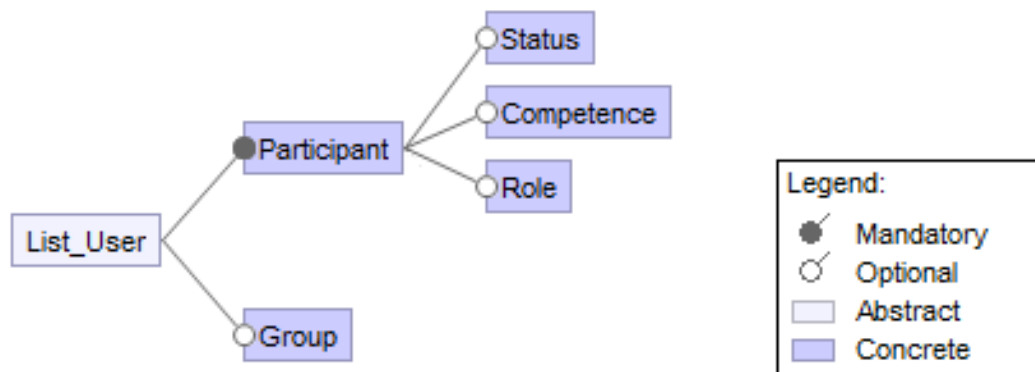 Status
Competence
Participant
Role
List_User
Group
Legend:
Mandatory
Optional
Abstract
Concrete